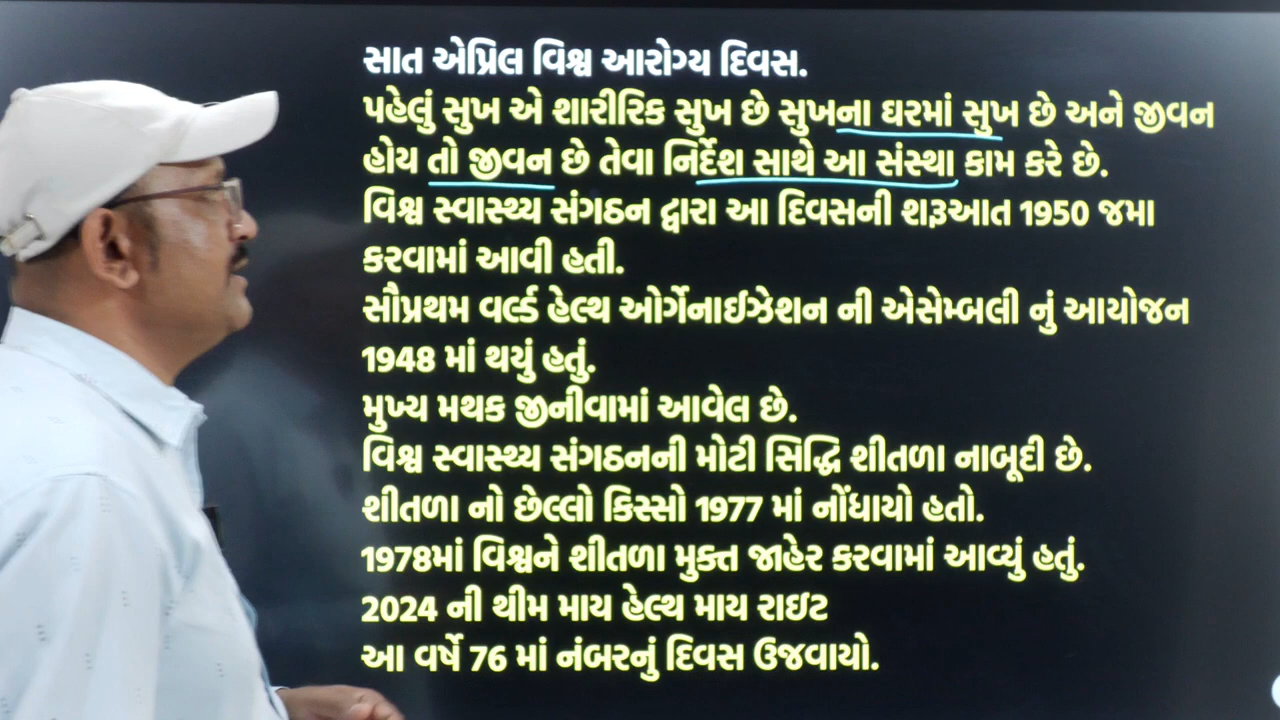 સાત એપ્રિલ વિશ્વ આરોગ્ય દિવસ.
પહેલું સુખ એ શારીરિક સુખ છે સુખના ઘરમાં સુખ છે અને જીવન
હોય તો જીવન છે તેવા નિર્દેશ સાથે આ સંસ્થા કામ કરે છે.
વિશ્વ સ્વાસ્થ્ય સંગઠન દ્વારા આ દિવસની શરૂઆત 1950 જમા
કરવામાં આવી હતી.
સૌપ્રથમ વર્લ્ડ હેલ્થ ઓર્ગેનાઈઝેશન ની એસેમ્બલી નું આયોજન
1948 માં થયું હતું.
મુખ્ય મથક જીનીવામાં આવેલ છે.
વિશ્વ સ્વાસ્થ્ય સંગઠનની મોટી સિદ્ધિ શીતળા નાબૂદી છે.
શીતળા નો છેલ્લો કિસ્સો 1977 માં નોંધાયો હતો.
1978માં વિશ્વને શીતળા મુક્ત જાહેર કરવામાં આવ્યું હતું.
2024 ની થીમ માય હેલ્થ માય રાઇટ
આ વર્ષે 76 માં નંબરનું દિવસ ઉજવાયો.